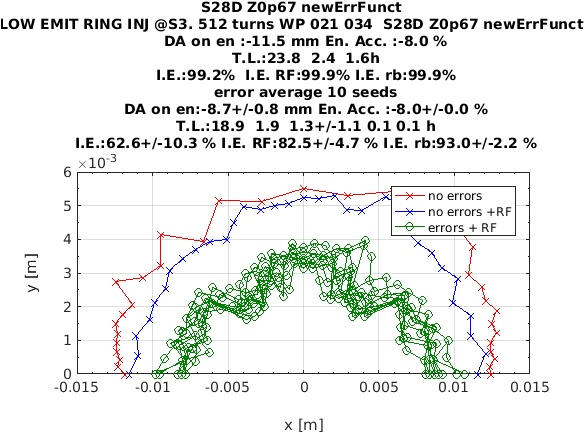 S28D Z0p67 newErrFunct
LOW EMIT RING INJ @S3. 512 turns WP 021 034  S28D Z0p67 newErrFunct
DA on en :-11.5 mm En. Acc. :-8.0 %
T.L.:23.8  2.4  1.6h
I.E.:99.2%  I.E. RF:99.9% I.E. rb:99.9%
error average 10 seeds
DA on en:-8.7+/-0.8 mm En. Acc. :-8.0+/-0.0 %
T.L.:18.9  1.9  1.3+/-1.1 0.1 0.1 h
I.E.:62.6+/-10.3 % I.E. RF:82.5+/-4.7 % I.E. rb:93.0+/-2.2 %
×10⁻³
6
5
4
3
2
1
0
y [m]
no errors
no errors +RF
errors + RF
-0.015
-0.01
-0.005
0
0.005
0.01
0.015
x [m]